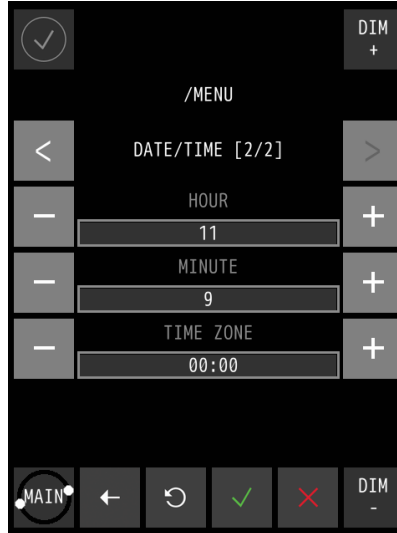 DIM
+
/MENU
<
DATE/TIME [2/2]
>
HOUR
−
11
+
MINUTE
−
9
+
TIME ZONE
−
00:00
+
MAIN
DIM
-